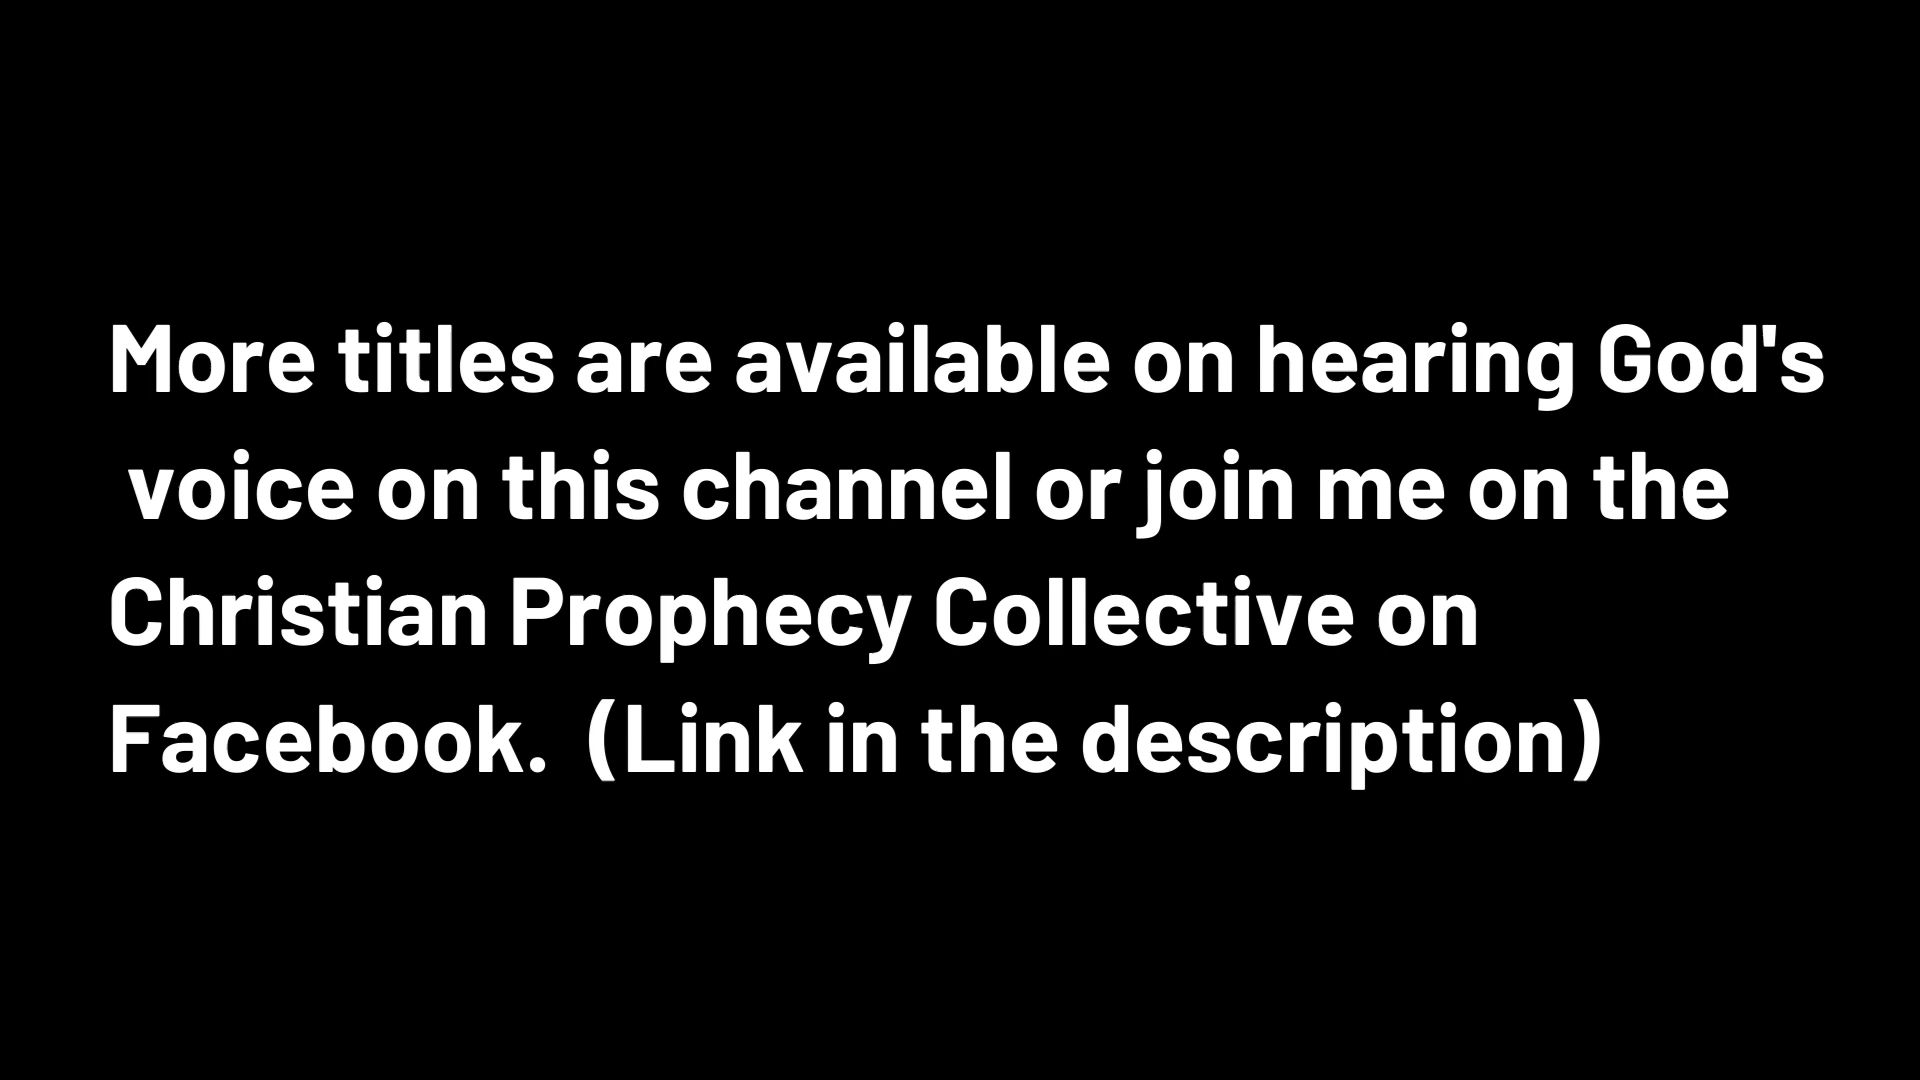 More titles are available on hearing God's
voice on this channel or join me on the
Christian Prophecy Collective on
Facebook.  (Link in the description)